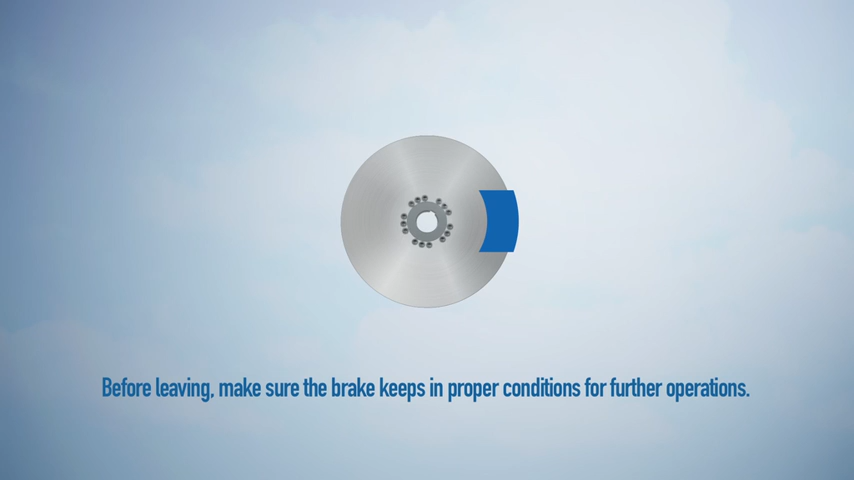 Before leaving, make sure the brake keeps in proper conditions for further operations.